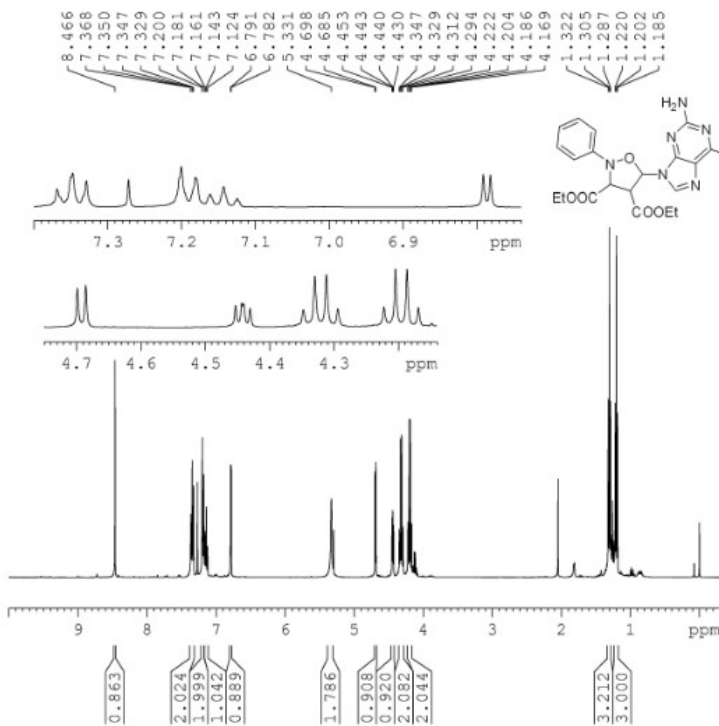 8.466 7.368 7.350 7.347 7.329 7.200 7.181 7.161 7.143 7.124 6.791 6.782 5.331 4.698 4.685 4.453 4.443 4.440 4.430 4.347 4.329 4.312 4.294 4.222 4.204 4.186 4.169 1.322 1.305 1.287 1.220 1.202 1.185
H₂N
N N
O N
N N N
EtOOC
COOEt
7.3 7.2 7.1 7.0 6.9 ppm
4.7 4.6 4.5 4.4 4.3 ppm
9 8 7 6 5 4 3 2 1 ppm
0.863 2.024 1.999 1.042 0.889 1.786 0.908 0.920 2.082 2.044 3.212 3.000